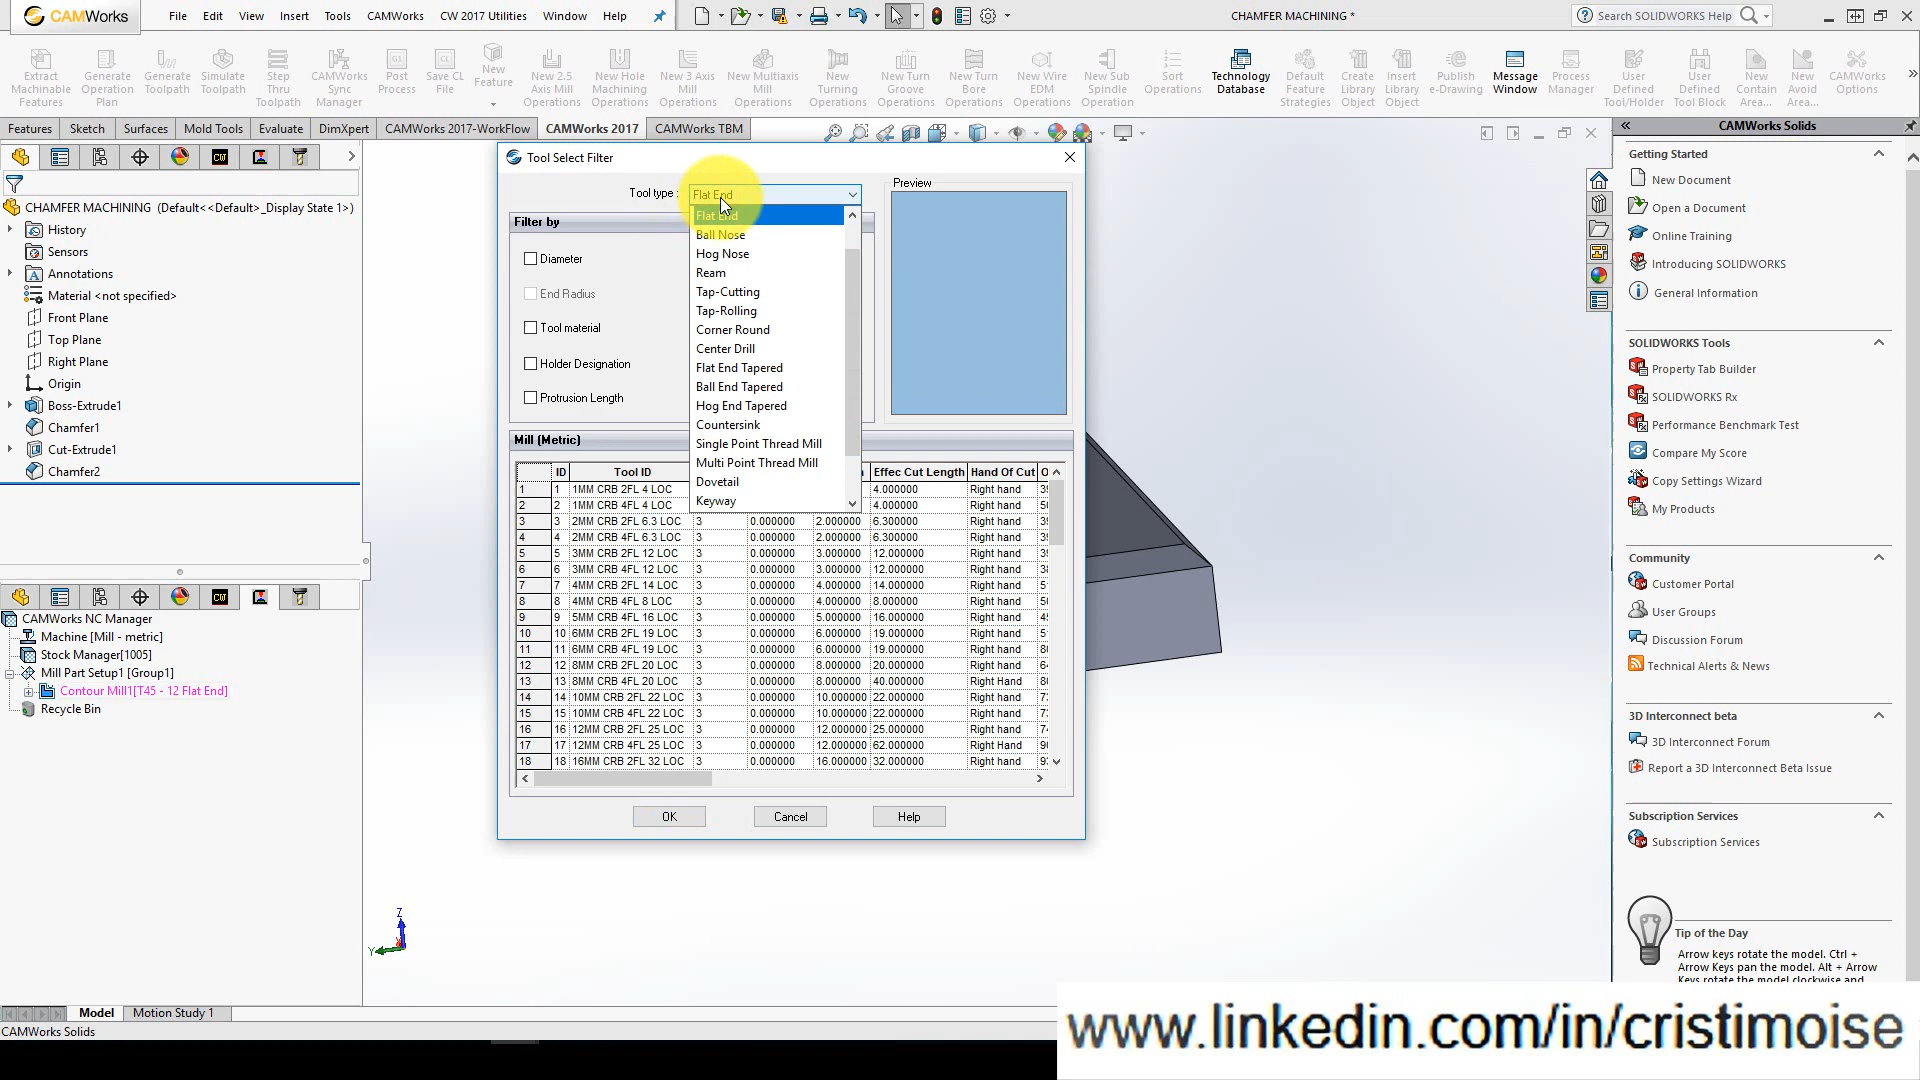 CAMWorks
File Edit View Insert Tools CAMWorks CW 2017 Utilities Window Help
CHAMFER MACHINING *
Search SOLIDWORKS Help
Extract Machinable Features
Generate Operation Plan
Generate Toolpath
Simulate Toolpath
Step Thru Toolpath
CAMWorks Sync Manager
Post Process
Save CL File
New Feature
New 2.5 Axis Mill Operations
New Hole Machining Operations
New 3 Axis Mill Operations
New Multiaxis Mill Operations
New Turning Operations
New Turn Groove Operations
New Turn Bore Operations
New Wire EDM Operations
New Sub Spindle Operation
Sort Operations
Technology Database
Default Feature Strategies
Create Library Object
Insert Library Object
Publish e-Drawing
Message Window
Process Manager
User Defined Tool/Holder
User Defined Tool Block
New Contain Area...
New Avoid Area...
CAMWorks Options
Features Sketch Surfaces Mold Tools Evaluate DimXpert CAMWorks 2017-WorkFlow CAMWorks 2017 CAMWorks TBM
CHAMFER MACHINING (Default<<Default>_Display State 1>)
History
Sensors
Annotations
Material <not specified>
Front Plane
Top Plane
Right Plane
Origin
Boss-Extrude1
Chamfer1
Cut-Extrude1
Chamfer2
CAMWorks NC Manager
Machine [Mill - metric]
Stock Manager[1005]
Mill Part Setup1 [Group1]
Contour Mill1[T45 - 12 Flat End]
Recycle Bin
Tool Select Filter
Tool type : Flat End
Filter by
Diameter
End Radius
Tool material
Holder Designation
Protrusion Length
Flat End
Ball Nose
Hog Nose
Ream
Tap-Cutting
Tap-Rolling
Corner Round
Center Drill
Flat End Tapered
Ball End Tapered
Hog End Tapered
Countersink
Single Point Thread Mill
Multi Point Thread Mill
Dovetail
Keyway
Preview
Mill (Metric)
ID Tool ID Effec Cut Length Hand Of Cut
1 1 1MM CRB 2FL 4 LOC 4.000000 Right hand
2 2 1MM CRB 4FL 4 LOC 4.000000 Right hand
3 3 2MM CRB 2FL 6.3 LOC 3 0.000000 2.000000 6.300000 Right hand
4 4 2MM CRB 4FL 6.3 LOC 3 0.000000 2.000000 6.300000 Right hand
5 5 3MM CRB 2FL 12 LOC 3 0.000000 3.000000 12.000000 Right hand
6 6 3MM CRB 4FL 12 LOC 3 0.000000 3.000000 12.000000 Right hand
7 7 4MM CRB 2FL 14 LOC 3 0.000000 4.000000 14.000000 Right hand
8 8 4MM CRB 4FL 8 LOC 3 0.000000 4.000000 8.000000 Right hand
9 9 5MM CRB 4FL 16 LOC 3 0.000000 5.000000 16.000000 Right hand
10 10 6MM CRB 2FL 19 LOC 3 0.000000 6.000000 19.000000 Right hand
11 11 6MM CRB 4FL 19 LOC 3 0.000000 6.000000 19.000000 Right hand
12 12 8MM CRB 2FL 20 LOC 3 0.000000 8.000000 20.000000 Right hand
13 13 8MM CRB 4FL 20 LOC 3 0.000000 8.000000 40.000000 Right Hand
14 14 10MM CRB 2FL 22 LOC 3 0.000000 10.000000 22.000000 Right hand
15 15 10MM CRB 4FL 22 LOC 3 0.000000 10.000000 22.000000 Right hand
16 16 12MM CRB 2FL 25 LOC 3 0.000000 12.000000 25.000000 Right hand
17 17 12MM CRB 4FL 25 LOC 3 0.000000 12.000000 62.000000 Right Hand
18 18 16MM CRB 2FL 32 LOC 3 0.000000 16.000000 32.000000 Right hand
OK Cancel Help
Z
Y
CAMWorks Solids
Getting Started
New Document
Open a Document
Online Training
Introducing SOLIDWORKS
General Information
SOLIDWORKS Tools
Property Tab Builder
SOLIDWORKS Rx
Performance Benchmark Test
Compare My Score
Copy Settings Wizard
My Products
Community
Customer Portal
User Groups
Discussion Forum
Technical Alerts & News
3D Interconnect beta
3D Interconnect Forum
Report a 3D Interconnect Beta Issue
Subscription Services
Subscription Services
Tip of the Day
Arrow keys rotate the model. Ctrl +
Arrow Keys pan the model. Alt + Arrow
Keys rotate the model clockwise and
Model Motion Study 1
CAMWorks Solids
www.linkedin.com/in/cristimoise